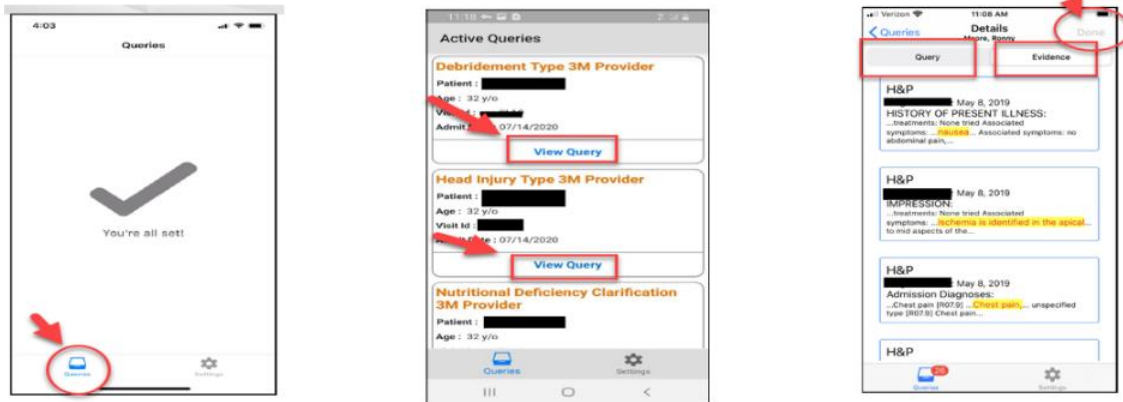 4:03
Queries
You're all set!
Queries
Settings
11:18
Active Queries
Debridement Type 3M Provider
Patient :
Age : 32 y/o
Admit : 07/14/2020
View Query
Head Injury Type 3M Provider
Patient :
Age : 32 y/o
Visit Id :
: 07/14/2020
View Query
Nutritional Deficiency Clarification
3M Provider
Patient :
Age : 32 y/o
Queries
Settings
Verizon
11:08 AM
Queries
Details
Done
Moore, Ronny
Query
Evidence
H&P
May 8, 2019
HISTORY OF PRESENT ILLNESS:
...treatments: None tried Associated
symptoms: ...nausea... Associated symptoms: no
abdominal pain,...
H&P
May 8, 2019
IMPRESSION:
...treatments: None tried Associated
symptoms: ...Ischemia is identified in the apical...
to mid aspects of the...
H&P
May 8, 2019
Admission Diagnoses:
...Chest pain [R07.9] ...Chest pain,... unspecified
type [R07.9] Chest pain...
H&P
26
Queries
Settings